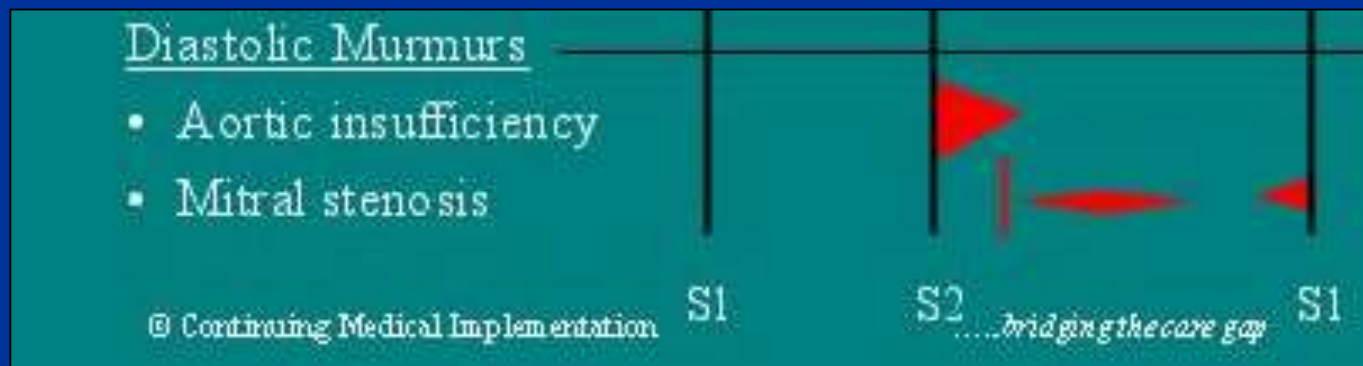 Diastolic Murmurs
• Aortic insufficiency
• Mitral stenosis
S1 S2 S1
© Continuing Medical Implementation .....bridging the care gap